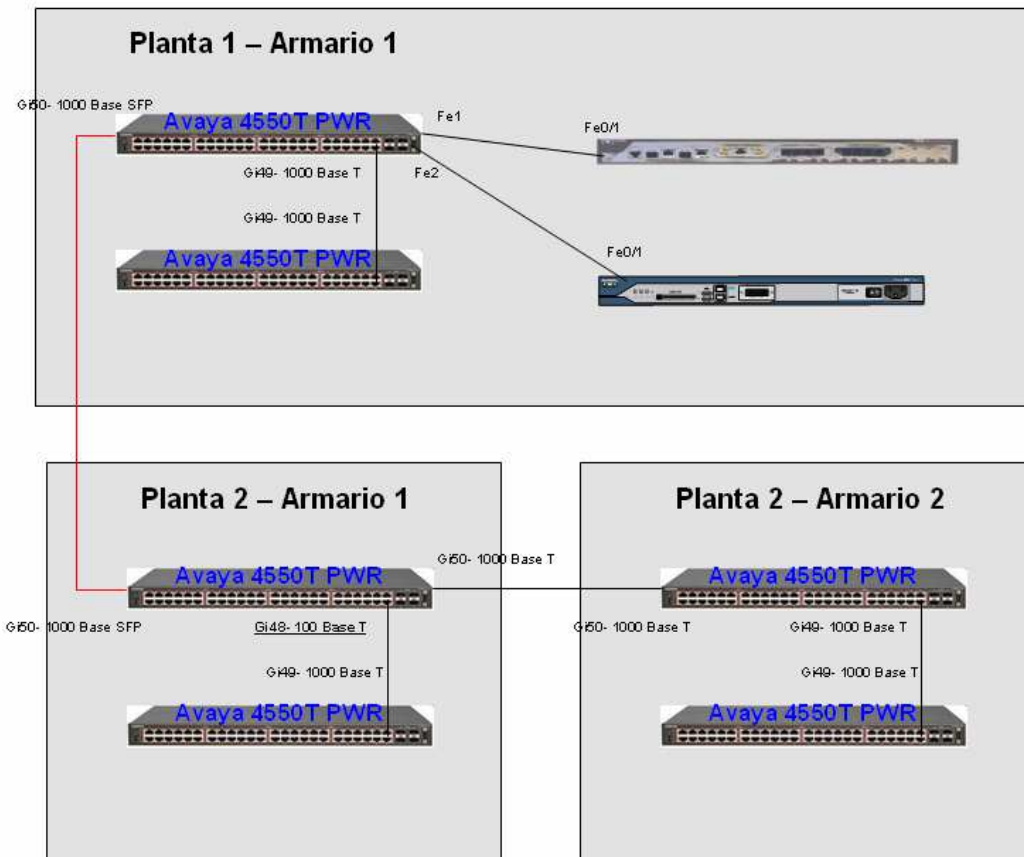 Planta 1 – Armario 1
Gi50- 1000 Base SFP
Avaya 4550T PWR
Fe1
Fe0/1
Gi49- 1000 Base T
Fe2
Gi49- 1000 Base T
Avaya 4550T PWR
Fe0/1
Planta 2 – Armario 1
Planta 2 – Armario 2
Gi50- 1000 Base T
Avaya 4550T PWR
Avaya 4550T PWR
Gi50- 1000 Base SFP
Gi48- 100 Base T
Gi50- 1000 Base T
Gi49- 1000 Base T
Gi49- 1000 Base T
Gi49- 1000 Base T
Avaya 4550T PWR
Avaya 4550T PWR